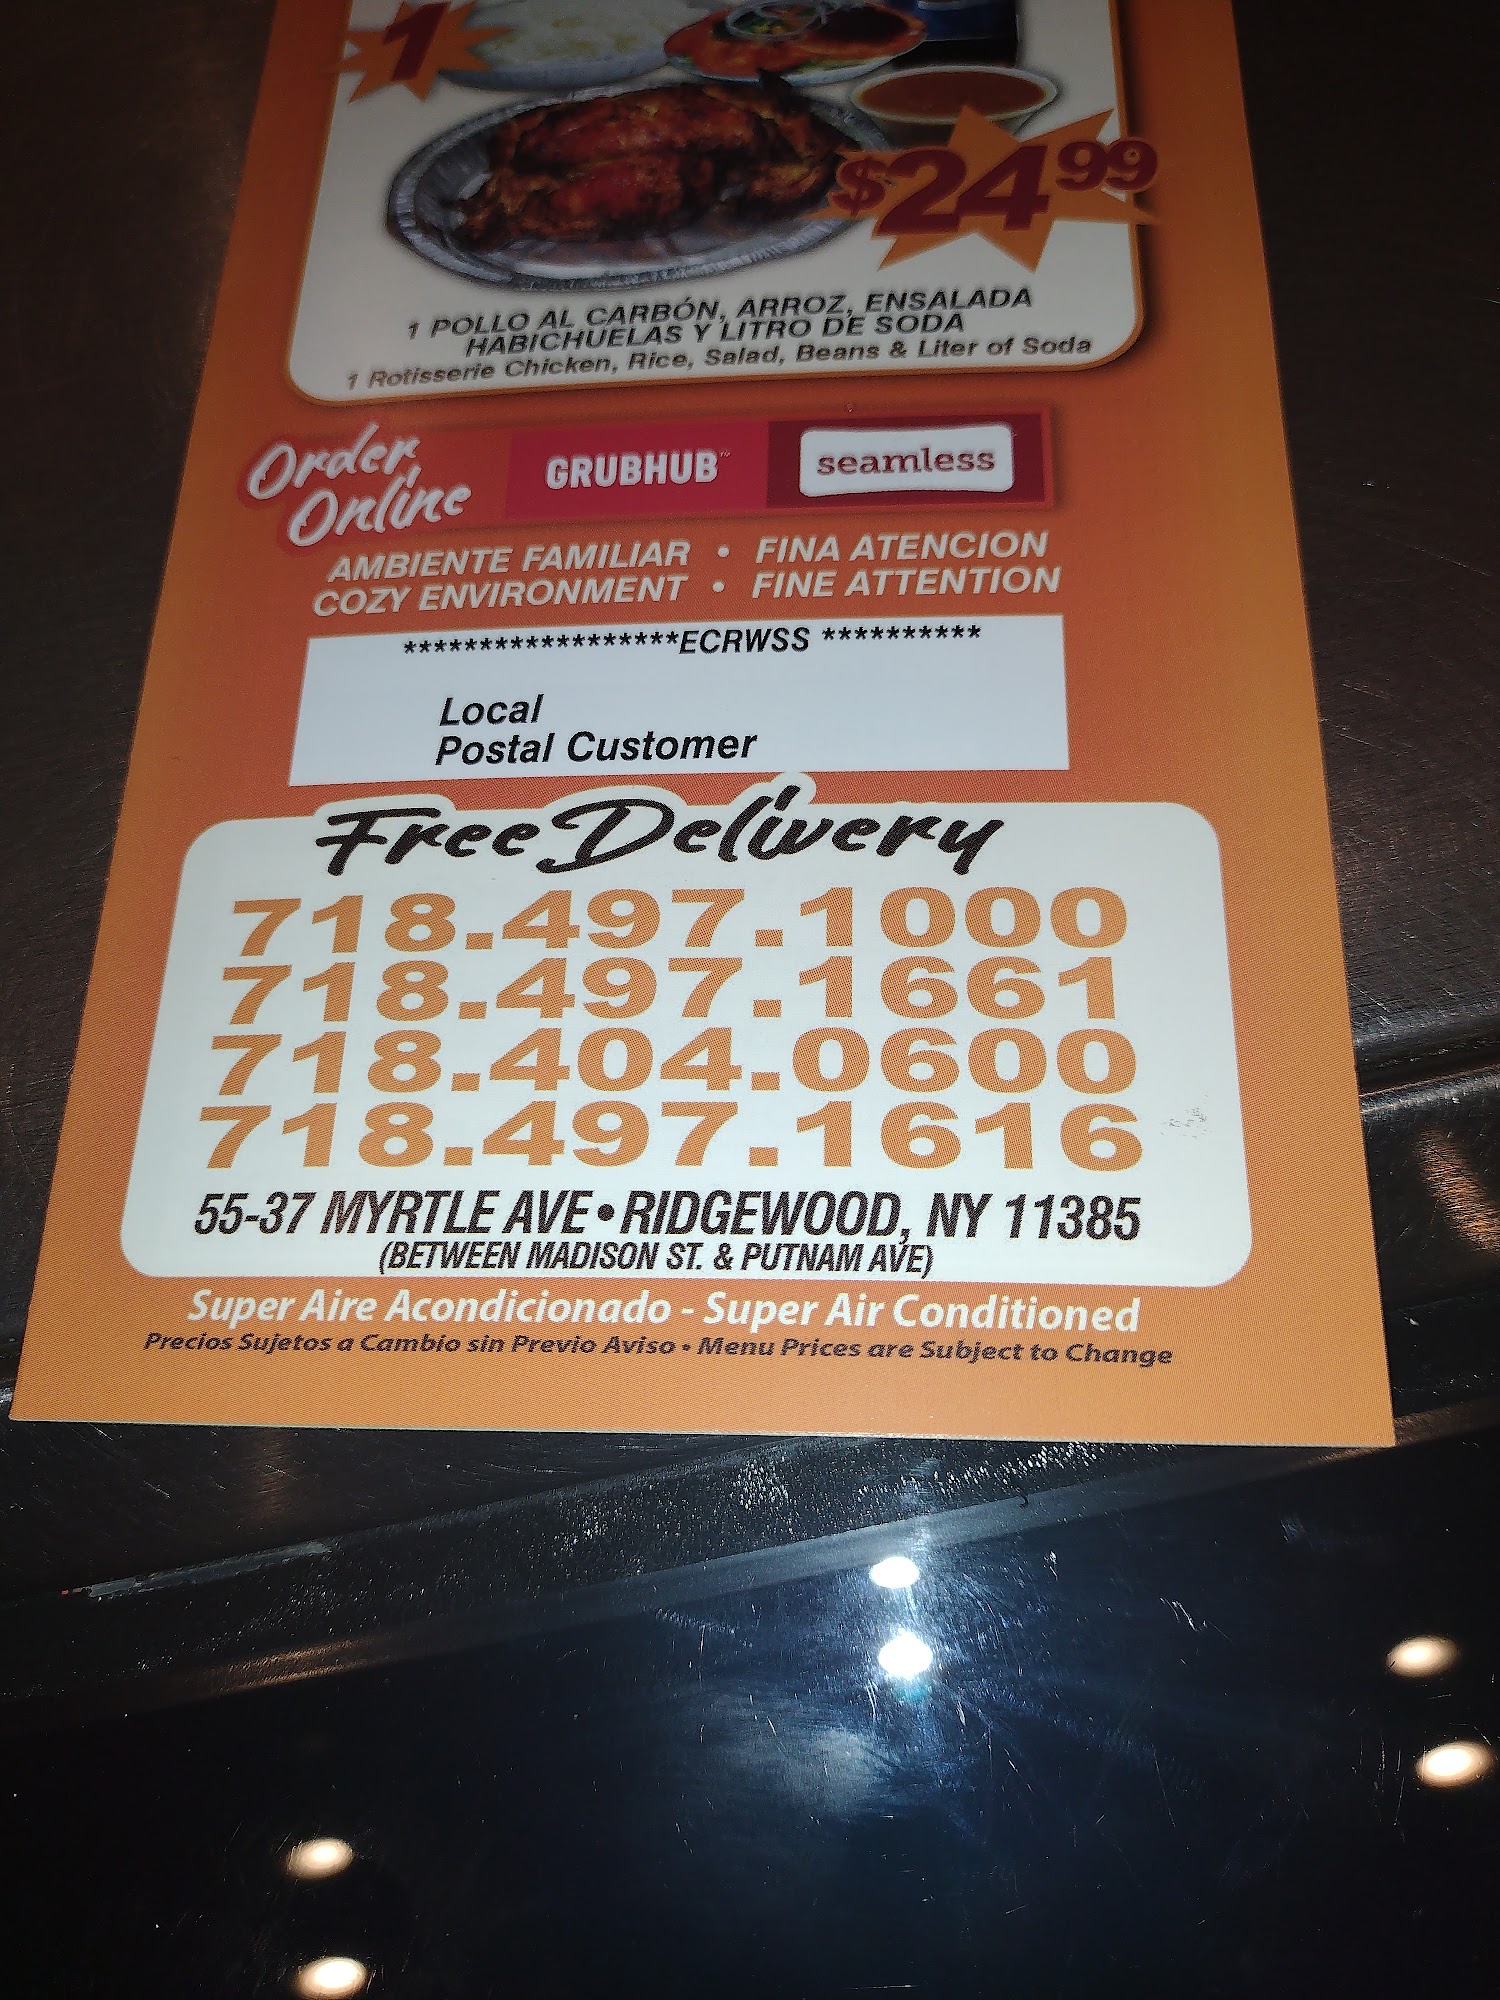 1
$24.99
1 POLLO AL CARBÓN, ARROZ, ENSALADA
HABICHUELAS Y LITRO DE SODA
1 Rotisserie Chicken, Rice, Salad, Beans & Liter of Soda
Order Online
GRUBHUB™
seamless
AMBIENTE FAMILIAR • FINA ATENCION
COZY ENVIRONMENT • FINE ATTENTION
******************ECRWSS **********
Local
Postal Customer
Free Delivery
718.497.1000
718.497.1661
718.404.0600
718.497.1616
55-37 MYRTLE AVE•RIDGEWOOD, NY 11385
(BETWEEN MADISON ST. & PUTNAM AVE)
Super Aire Acondicionado - Super Air Conditioned
Precios Sujetos a Cambio sin Previo Aviso • Menu Prices are Subject to Change